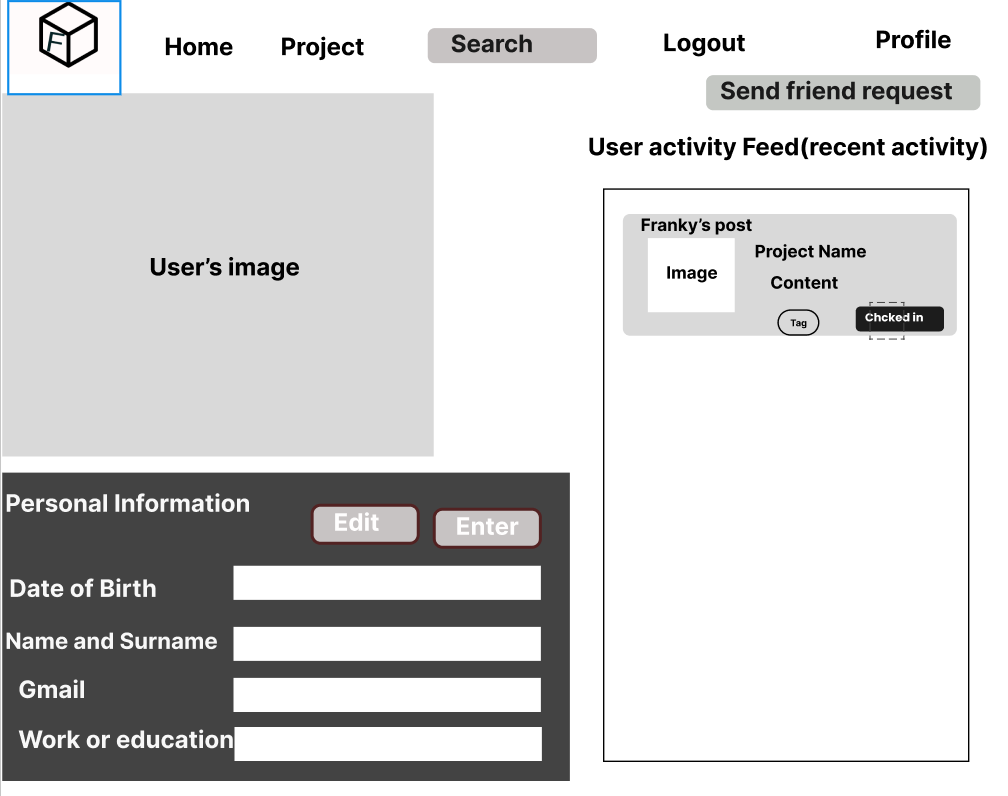 F
Home
Project
Search
Logout
Profile
Send friend request
User activity Feed(recent activity)
User’s image
Franky’s post
Image
Project Name
Content
Tag
Chcked in
Personal Information
Edit
Enter
Date of Birth
Name and Surname
Gmail
Work or education